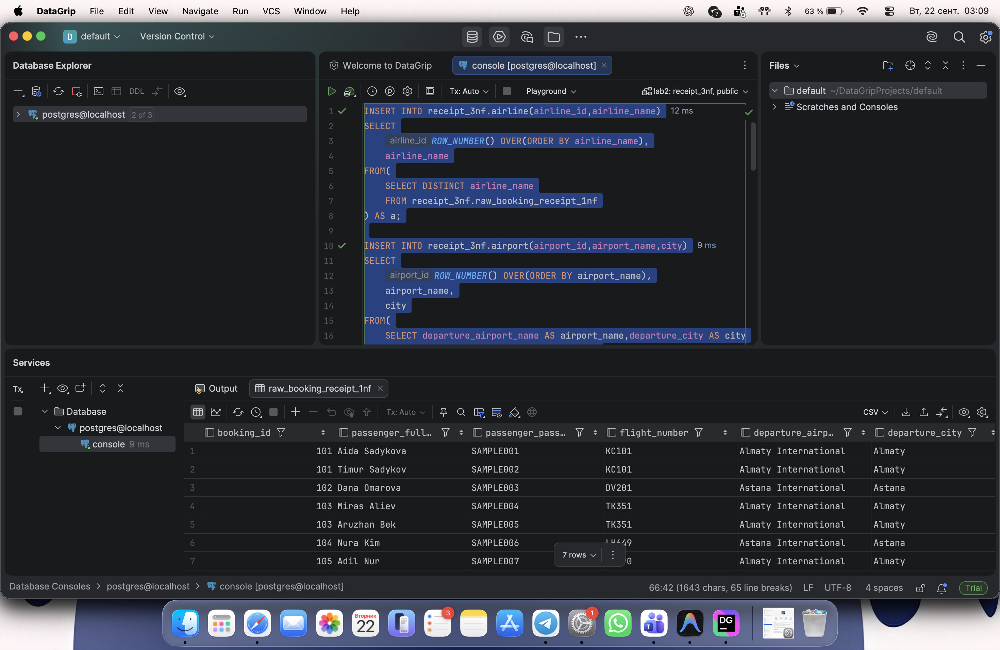 DataGrip File Edit View Navigate Run VCS Window Help 7 63 % Вт, 22 сент. 03:09
D default Version Control
Database Explorer
DDL
postgres@localhost 2 of 3
Welcome to DataGrip console [postgres@localhost]
Tx: Auto Playground lab2: receipt_3nf, public
1 INSERT INTO receipt_3nf.airline(airline_id,airline_name) 12 ms
2 SELECT
3 airline_id ROW_NUMBER() OVER(ORDER BY airline_name),
4 airline_name
5 FROM(
6 SELECT DISTINCT airline_name
7 FROM receipt_3nf.raw_booking_receipt_1nf
8 ) AS a;
9
10 INSERT INTO receipt_3nf.airport(airport_id,airport_name,city) 9 ms
11 SELECT
12 airport_id ROW_NUMBER() OVER(ORDER BY airport_name),
13 airport_name,
14 city
15 FROM(
16 SELECT departure_airport_name AS airport_name,departure_city AS city
Files
default ~/DataGripProjects/default
Scratches and Consoles
Services
Tx
Database
postgres@localhost
console 9 ms
Output raw_booking_receipt_1nf
Tx: Auto CSV
booking_id passenger_full… passenger_pass… flight_number departure_airp… departure_city
1 101 Aida Sadykova SAMPLE001 KC101 Almaty International Almaty
2 101 Timur Sadykov SAMPLE002 KC101 Almaty International Almaty
3 102 Dana Omarova SAMPLE003 DV201 Astana International Astana
4 103 Miras Aliev SAMPLE004 TK351 Almaty International Almaty
5 103 Aruzhan Bek SAMPLE005 TK351 Almaty International Almaty
6 104 Nura Kim SAMPLE006 Astana International Astana
7 105 Adil Nur SAMPLE007 Almaty International Almaty
7 rows
Database Consoles > postgres@localhost > console [postgres@localhost] 66:42 (1643 chars, 65 line breaks) LF UTF-8 4 spaces Trial
Вторник
22
3
1
T
DG